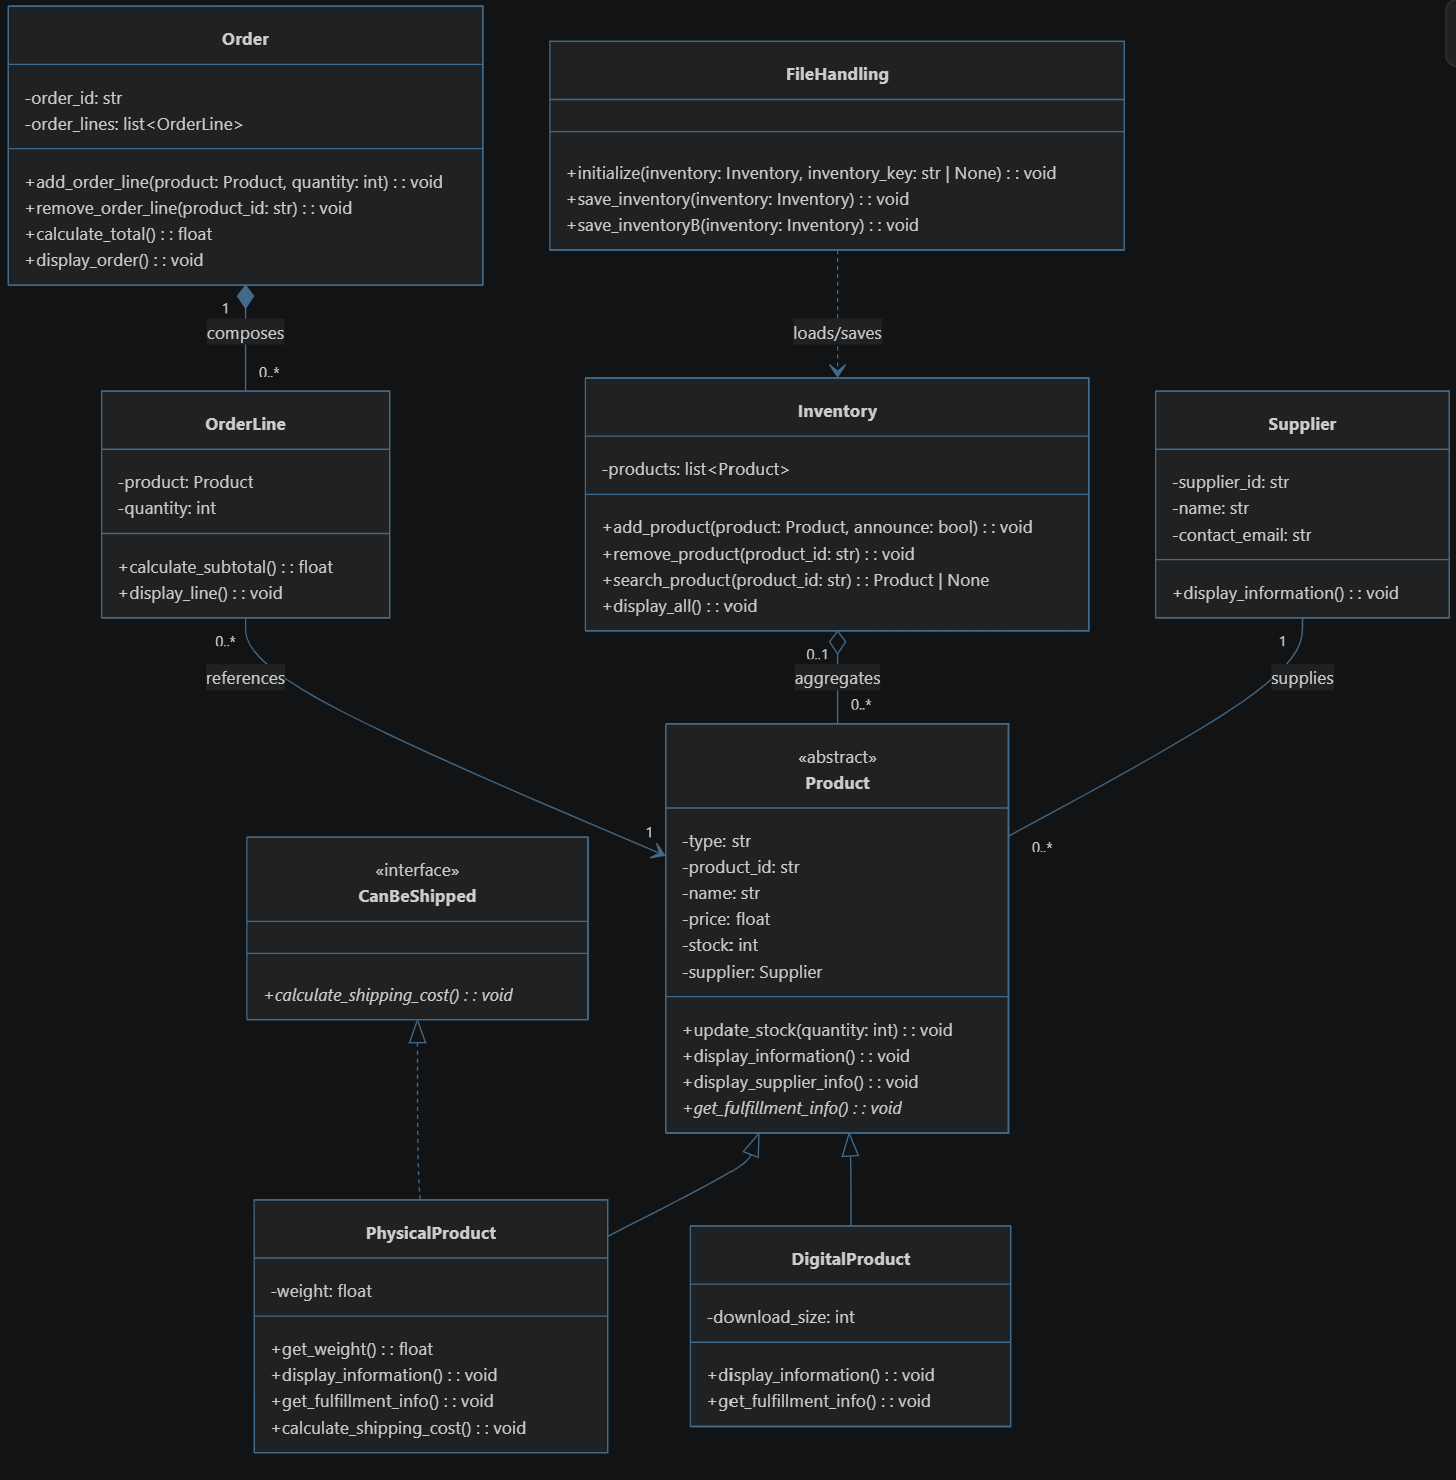 Order
-order_id: str
-order_lines: list<OrderLine>
+add_order_line(product: Product, quantity: int) : : void
+remove_order_line(product_id: str) : : void
+calculate_total() : : float
+display_order() : : void
FileHandling
+initialize(inventory: Inventory, inventory_key: str | None) : : void
+save_inventory(inventory: Inventory) : : void
+save_inventoryB(inventory: Inventory) : : void
1
composes
0..*
loads/saves
OrderLine
-product: Product
-quantity: int
+calculate_subtotal() : : float
+display_line() : : void
Inventory
-products: list<Product>
+add_product(product: Product, announce: bool) : : void
+remove_product(product_id: str) : : void
+search_product(product_id: str) : : Product | None
+display_all() : : void
Supplier
-supplier_id: str
-name: str
-contact_email: str
+display_information() : : void
0..*
references
1
0..1
aggregates
0..*
1
supplies
0..*
«abstract»
Product
-type: str
-product_id: str
-name: str
-price: float
-stock: int
-supplier: Supplier
+update_stock(quantity: int) : : void
+display_information() : : void
+display_supplier_info() : : void
+get_fulfillment_info() : : void
«interface»
CanBeShipped
+calculate_shipping_cost() : : void
PhysicalProduct
-weight: float
+get_weight() : : float
+display_information() : : void
+get_fulfillment_info() : : void
+calculate_shipping_cost() : : void
DigitalProduct
-download_size: int
+display_information() : : void
+get_fulfillment_info() : : void